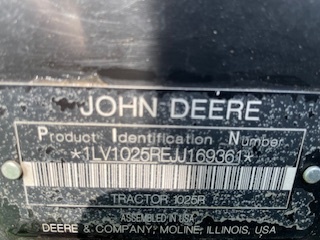 JOHN DEERE
Product Identification Number
*1LV1025REJJ169361*
TRACTOR 1025R
ASSEMBLED IN USA
DEERE & COMPANY, MOLINE, ILLINOIS, USA